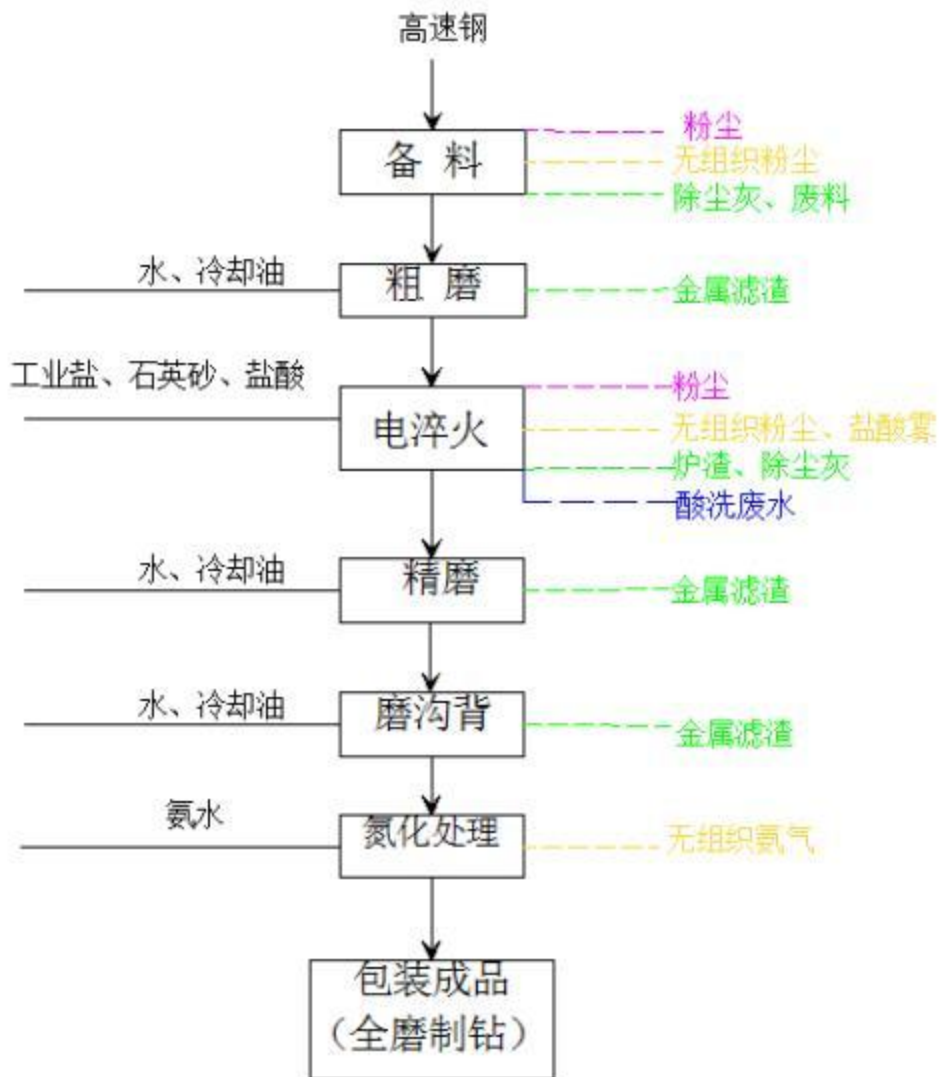 高速钢
备 料
粉尘
无组织粉尘
除尘灰、废料
水、冷却油
粗 磨
金属滤渣
工业盐、石英砂、盐酸
电淬火
粉尘
无组织粉尘、盐酸雾
炉渣、除尘灰
酸洗废水
水、冷却油
精磨
金属滤渣
水、冷却油
磨沟背
金属滤渣
氨水
氮化处理
无组织氨气
包装成品
（全磨制钻）